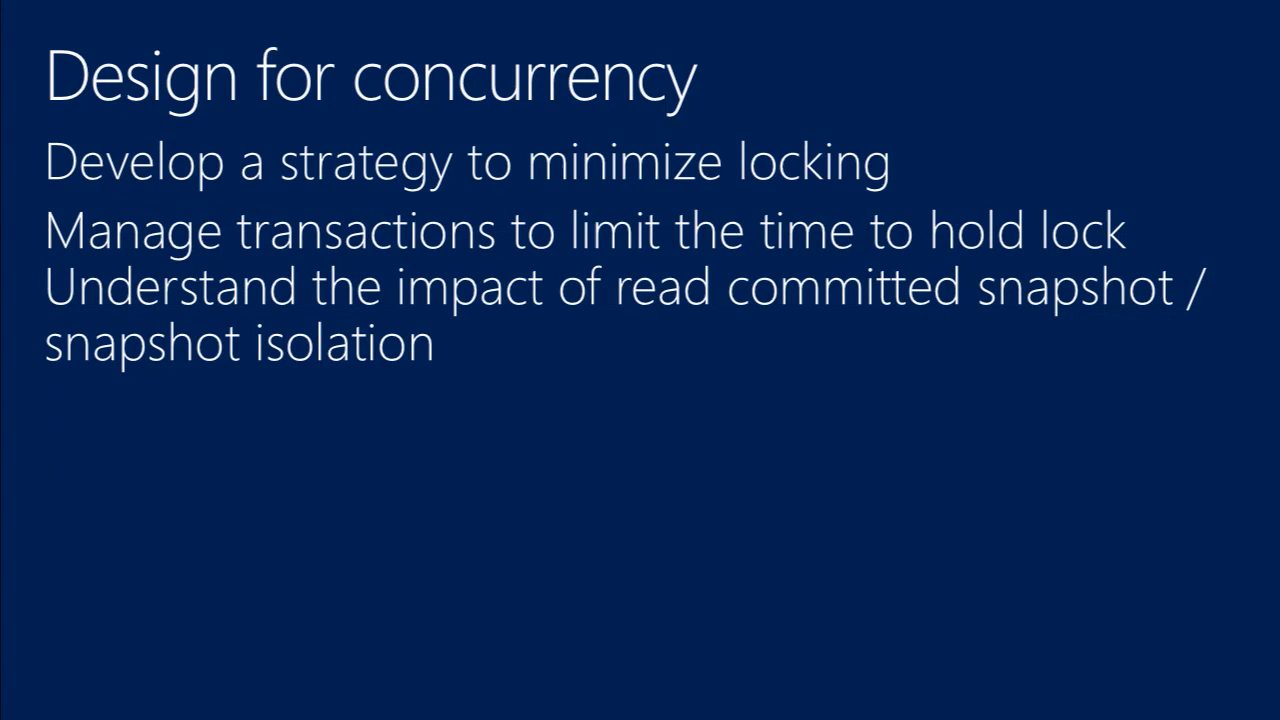 Design for concurrency
Develop a strategy to minimize locking
Manage transactions to limit the time to hold lock
Understand the impact of read committed snapshot /
snapshot isolation